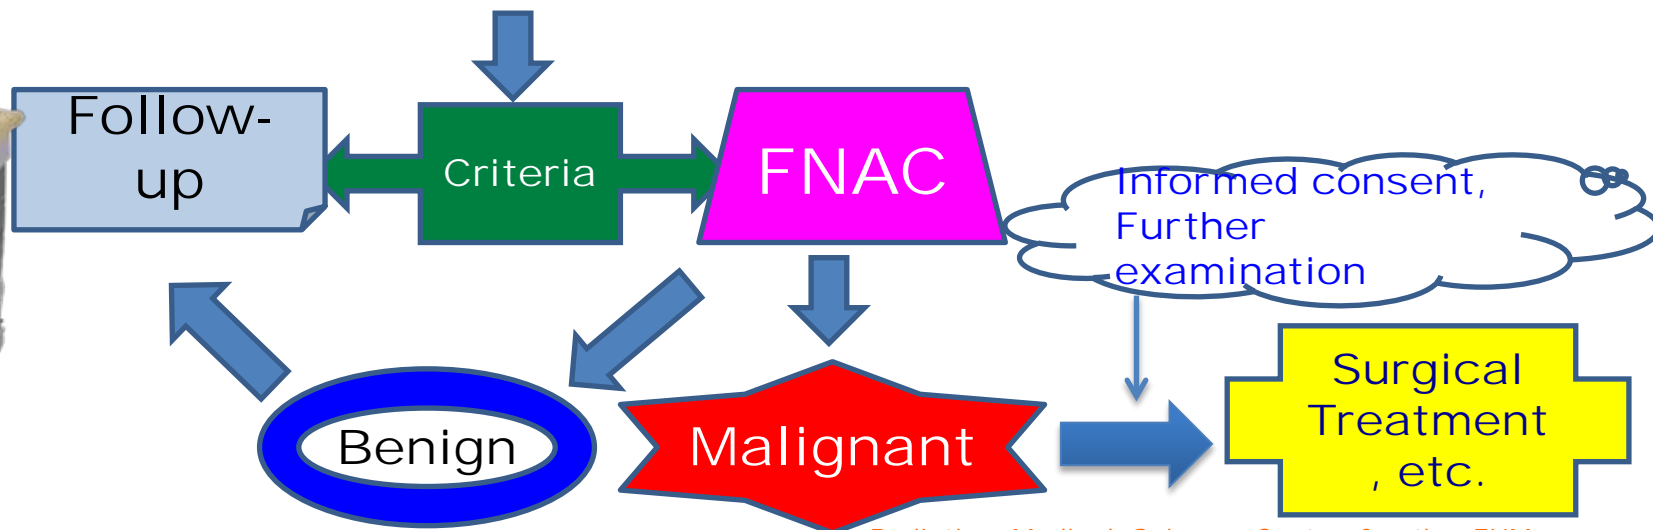 Follow-
up
Criteria
FNAC
Informed consent,
Further
examination
Benign
Malignant
Surgical
Treatment
, etc.